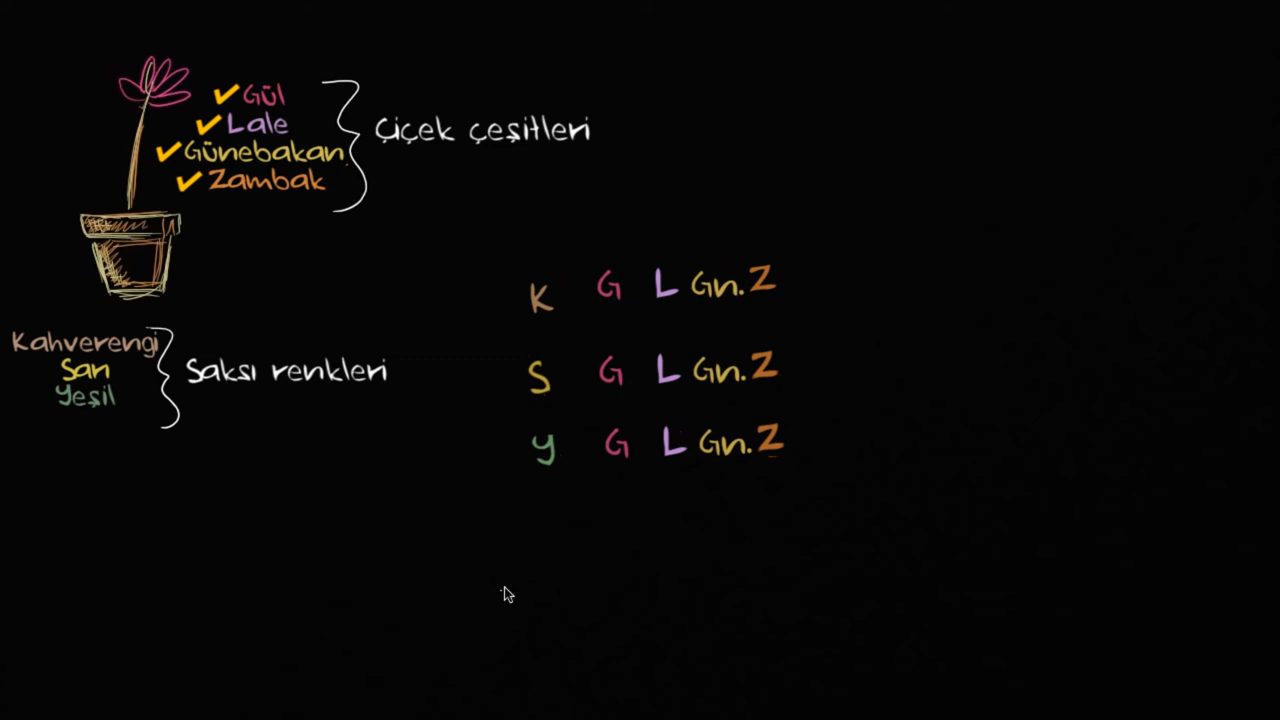 Gül
Lale
Günebakan
Zambak
Çiçek çeşitleri
Kahverengi
Sarı
Yeşil
Saksı renkleri
K G L Gn. Z
S G L Gn. Z
Y G L Gn. Z